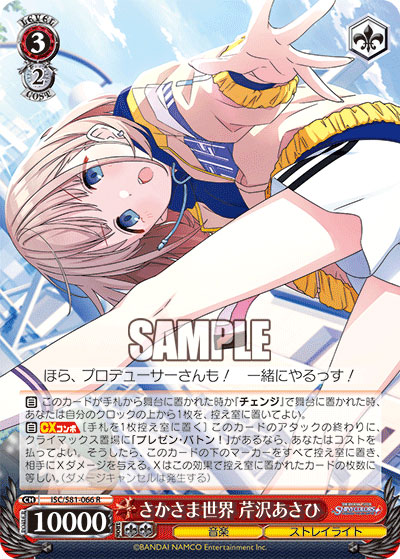 LEVEL
3
2
COST
SAMPLE
ほら、プロデューサーさんも！ 一緒にやるっす！
自 このカードが手札から舞台に置かれた時か「チェンジ」で舞台に置かれた時、
あなたは自分のクロックの上から1枚を、控え室に置いてよい。
自 CXコンボ ［手札を1枚控え室に置く］ このカードのアタックの終わりに、
クライマックス置場に「プレゼン・バトン！」があるなら、あなたはコストを
払ってよい。そうしたら、このカードの下のマーカーをすべて控え室に置き、
相手にXダメージを与える。Xはこの効果で控え室に置かれたカードの枚数に
等しい。（ダメージキャンセルは発生する）
CH ISC/S81-066 R
さかさま世界 芹沢あさひ
10000
音楽
ストレイライト
©BANDAI NAMCO Entertainment Inc.